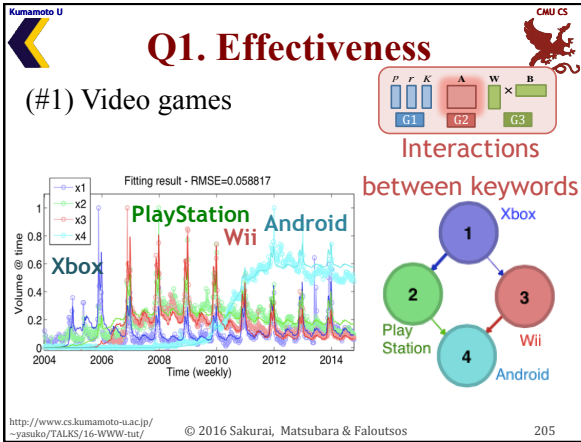 Kumamoto U
CMU CS
Q1. Effectiveness
(#1) Video games
p r K A W B
×
G1 G2 G3
Interactions
between keywords
Fitting result - RMSE=0.058817
x1
x2
x3
x4
PlayStation
Wii
Android
Xbox
Volume @ time
1
0.8
0.6
0.4
0.2
0
2004 2006 2008 2010 2012 2014
Time (weekly)
Xbox
1
2
3
Play
Station
Wii
4
Android
http://www.cs.kumamoto-u.ac.jp/
~yasuko/TALKS/16-WWW-tut/
© 2016 Sakurai, Matsubara & Faloutsos
205